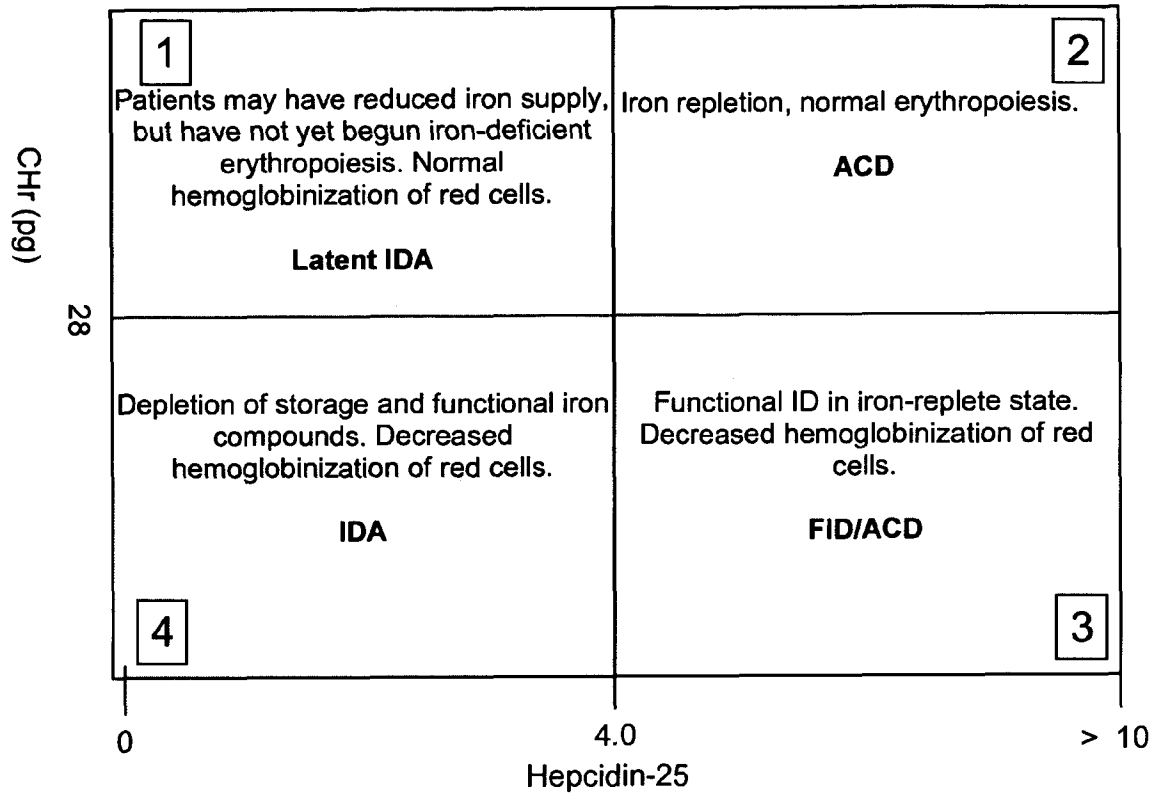 1
Patients may have reduced iron supply,
but have not yet begun iron-deficient
erythropoiesis. Normal
hemoglobinization of red cells.
Latent IDA
2
Iron repletion, normal erythropoiesis.
ACD
CHr (pg)
28
Depletion of storage and functional iron
compounds. Decreased
hemoglobinization of red cells.
IDA
4
Functional ID in iron-replete state.
Decreased hemoglobinization of red
cells.
FID/ACD
3
0
4.0
> 10
Hepcidin-25